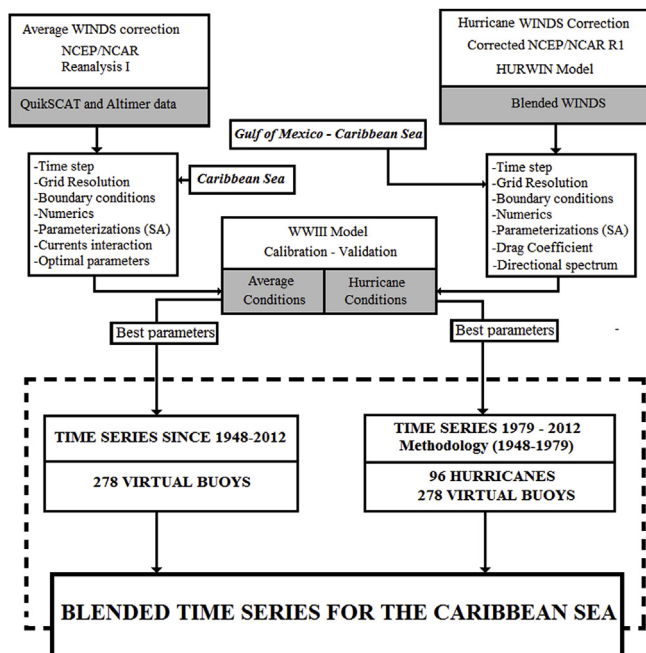 Average WINDS correction
NCEP/NCAR
Reanalysis I
QuikSCAT and Altimer data
Hurricane WINDS Correction
Corrected NCEP/NCAR R1
HURWIN Model
Blended WINDS
Gulf of Mexico - Caribbean Sea
Caribbean Sea
-Time step
-Grid Resolution
-Boundary conditions
-Numerics
-Parameterizations (SA)
-Currents interaction
-Optimal parameters
-Time step
-Grid Resolution
-Boundary conditions
-Numerics
-Parameterizations (SA)
-Drag Coefficient
-Directional spectrum
WWIII Model
Calibration - Validation
Average
Conditions
Hurricane
Conditions
Best parameters
Best parameters
-
TIME SERIES SINCE 1948-2012
278 VIRTUAL BUOYS
TIME SERIES 1979 - 2012
Methodology (1948-1979)
96 HURRICANES
278 VIRTUAL BUOYS
BLENDED TIME SERIES FOR THE CARIBBEAN SEA